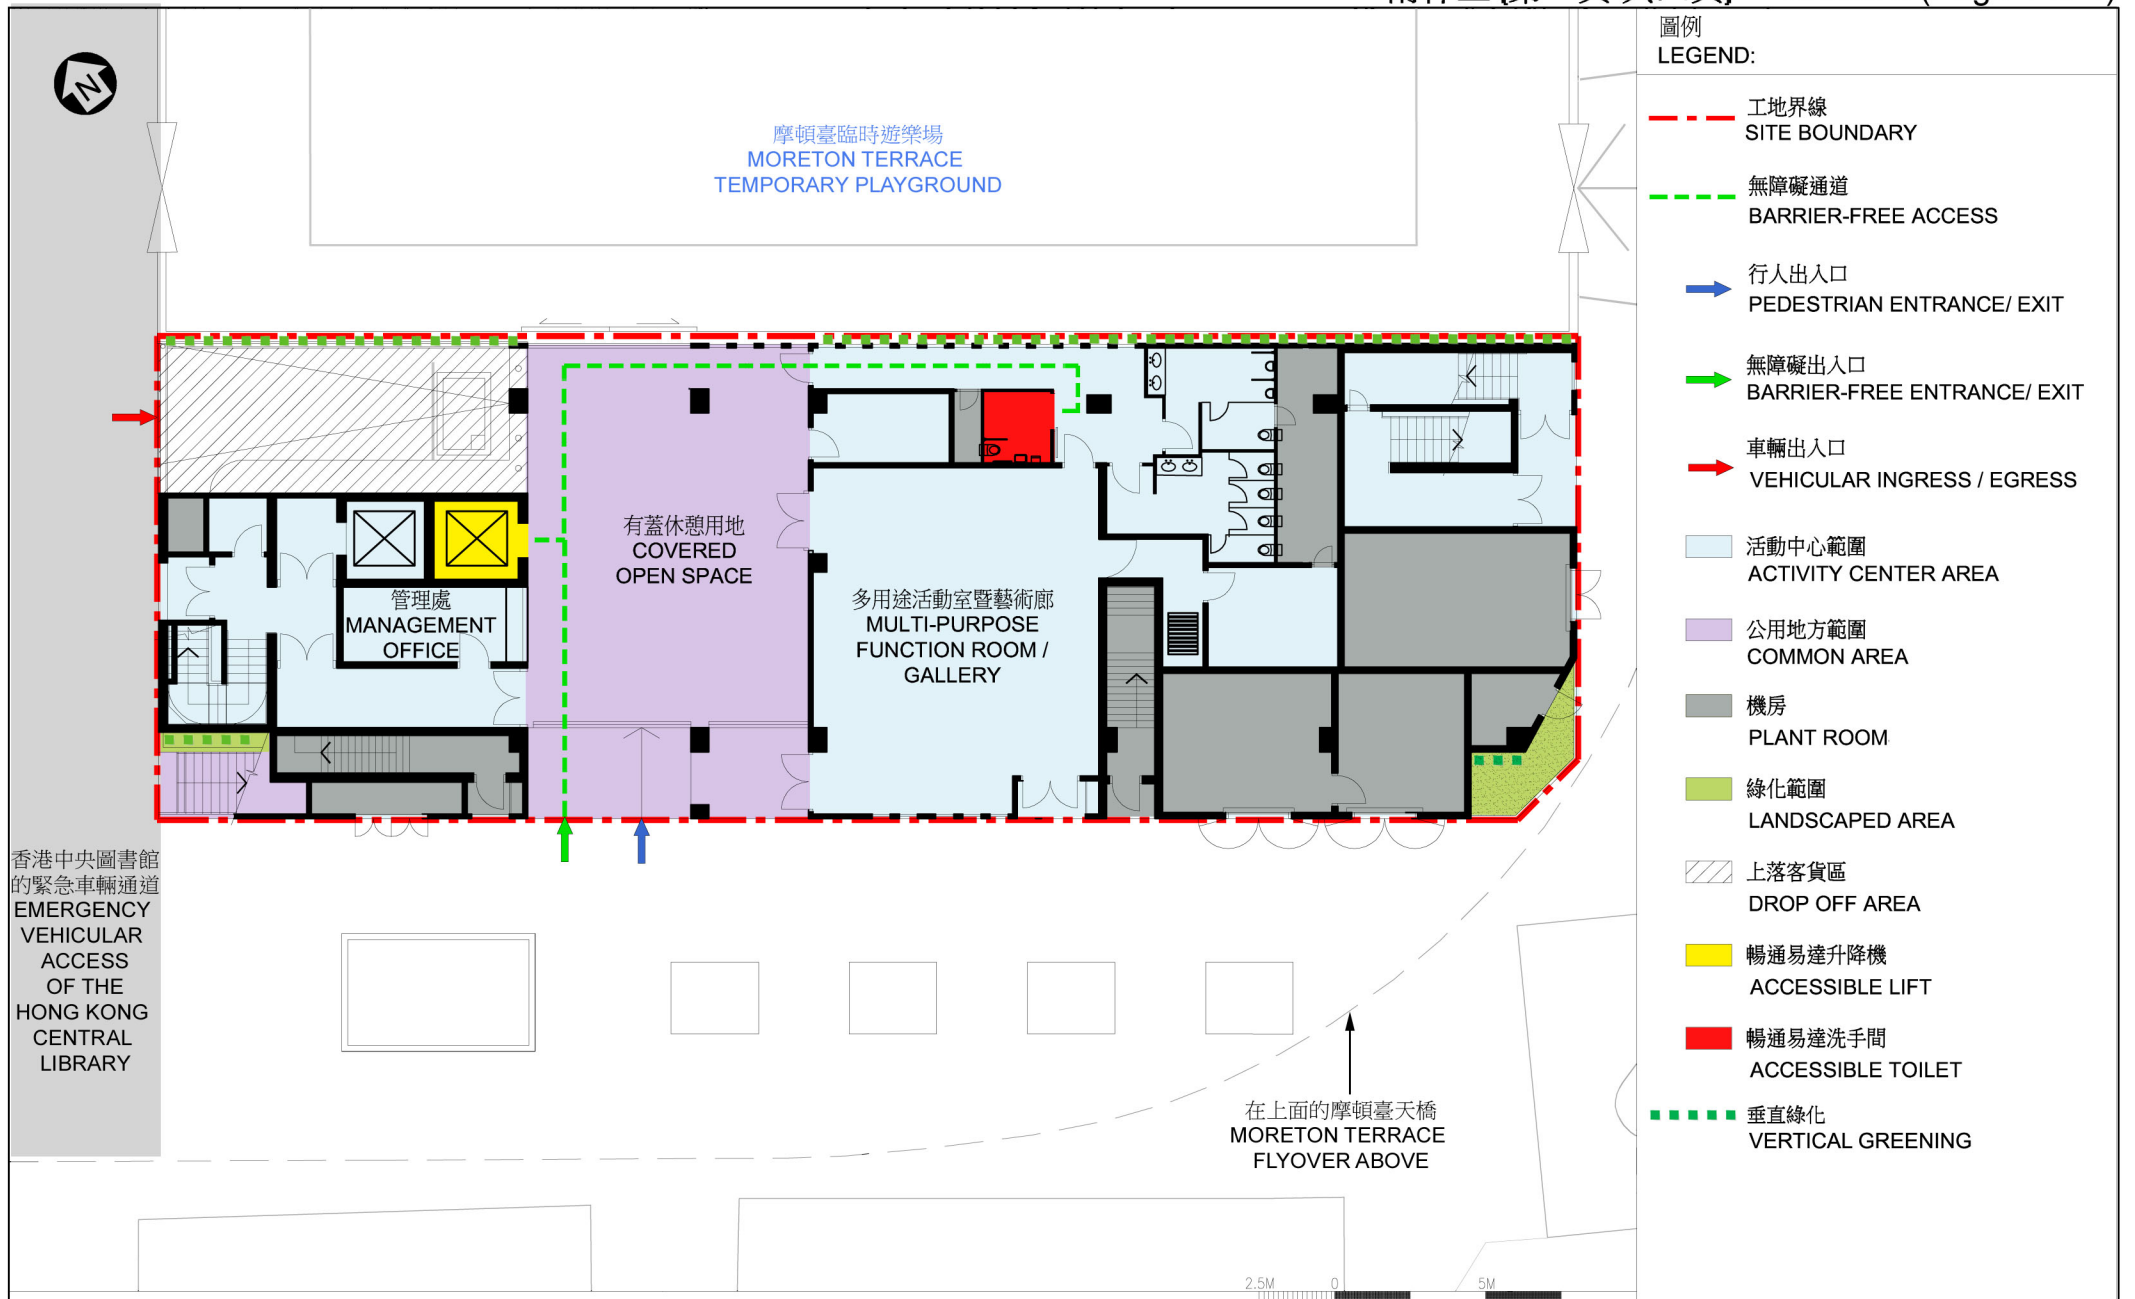 N
摩頓臺臨時遊樂場
MORETON TERRACE
TEMPORARY PLAYGROUND
有蓋休憩用地
COVERED
OPEN SPACE
管理處
MANAGEMENT
OFFICE
多用途活動室暨藝術廊
MULTI-PURPOSE
FUNCTION ROOM /
GALLERY
香港中央圖書館
的緊急車輛通道
EMERGENCY
VEHICULAR
ACCESS
OF THE
HONG KONG
CENTRAL
LIBRARY
在上面的摩頓臺天橋
MORETON TERRACE
FLYOVER ABOVE
2.5M 0 5M
圖例
LEGEND:
工地界線
SITE BOUNDARY
無障礙通道
BARRIER-FREE ACCESS
行人出入口
PEDESTRIAN ENTRANCE/ EXIT
無障礙出入口
BARRIER-FREE ENTRANCE/ EXIT
車輛出入口
VEHICULAR INGRESS / EGRESS
活動中心範圍
ACTIVITY CENTER AREA
公用地方範圍
COMMON AREA
機房
PLANT ROOM
綠化範圍
LANDSCAPED AREA
上落客貨區
DROP OFF AREA
暢通易達升降機
ACCESSIBLE LIFT
暢通易達洗手間
ACCESSIBLE TOILET
垂直綠化
VERTICAL GREENING